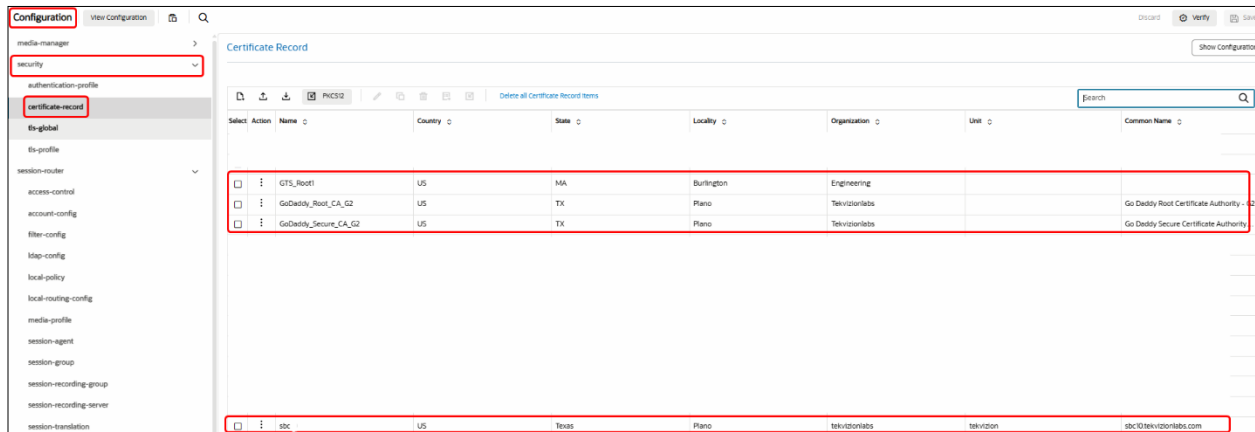 Configuration View Configuration Discard Verify Sav
media-manager
security
authentication-profile
certificate-record
tls-global
tls-profile
session-router
access-control
account-config
filter-config
ldap-config
local-policy
local-routing-config
media-profile
session-agent
session-group
session-recording-group
session-recording-server
session-translation
Certificate Record Show Configuration
PKCS12 Delete all Certificate Record Items Search
Select Action Name Country State Locality Organization Unit Common Name
GTS_Root1 US MA Burlington Engineering
GoDaddy_Root_CA_G2 US TX Plano Tekvizionlabs Go Daddy Root Certificate Authority - G2
GoDaddy_Secure_CA_G2 US TX Plano Tekvizionlabs Go Daddy Secure Certificate Authority
sbc US Texas Plano tekvizionlabs tekvizion sbc10.tekvizionlabs.com